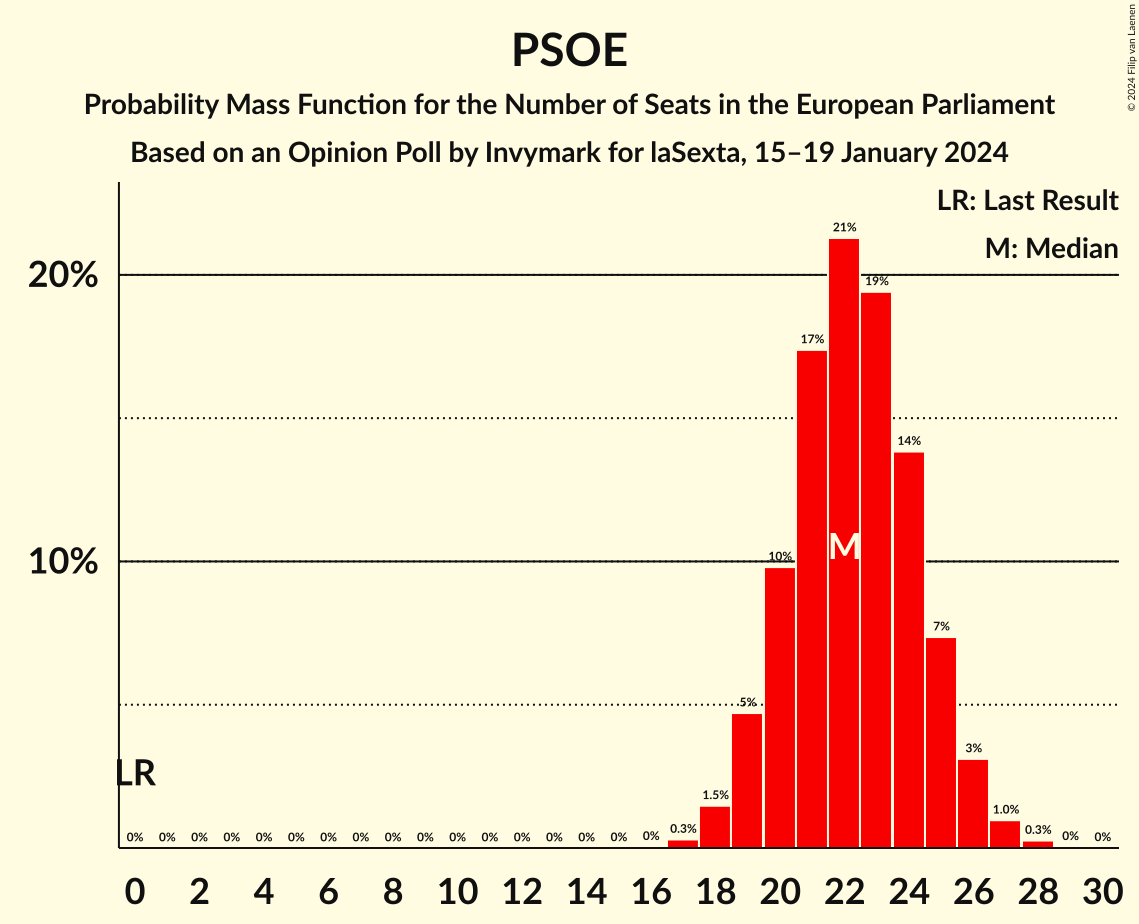 PSOE
Probability Mass Function for the Number of Seats in the European Parliament
Based on an Opinion Poll by Invymark for laSexta, 15–19 January 2024
© 2024 Filip van Laenen
LR: Last Result
M: Median
20%
10%
LR
M
0% 0% 0% 0% 0% 0% 0% 0% 0% 0% 0% 0% 0% 0% 0% 0% 0% 0.3% 1.5% 5% 10% 17% 21% 19% 14% 7% 3% 1.0% 0.3% 0% 0%
0 2 4 6 8 10 12 14 16 18 20 22 24 26 28 30